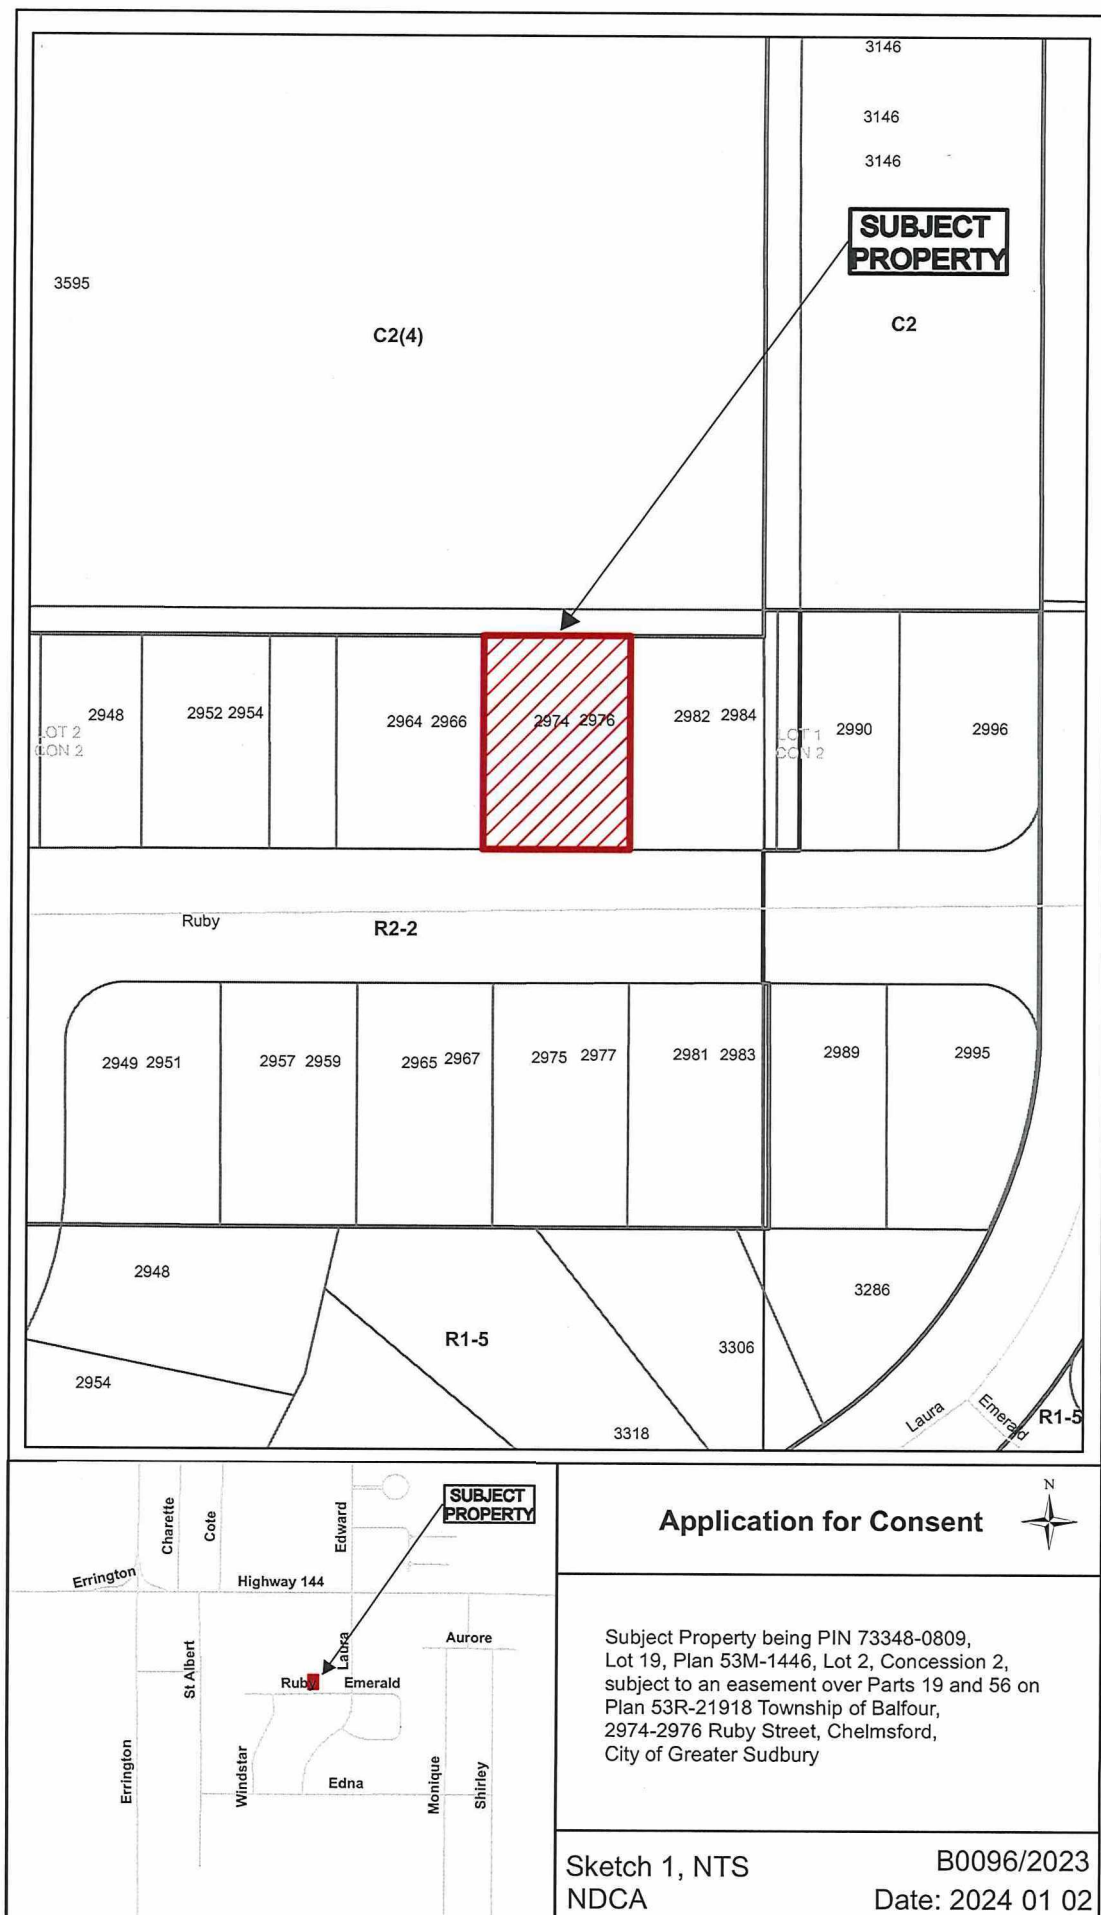 3146
3146
3146
SUBJECT
PROPERTY
3595
C2(4)
C2
2948
2952 2954
2964 2966
2974 2976
2982 2984
2990
2996
LOT 2
CON 2
LOT 1
CON 2
Ruby
R2-2
2949 2951
2957 2959
2965 2967
2975 2977
2981 2983
2989
2995
2948
3286
R1-5
3306
2954
3318
Laura
Emerald
R1-5
SUBJECT
PROPERTY
Charette
Cote
Edward
Errington
Highway 144
Laura
Aurore
St Albert
Ruby
Emerald
Errington
Windstar
Edna
Monique
Shirley
N
Application for Consent
Subject Property being PIN 73348-0809,
Lot 19, Plan 53M-1446, Lot 2, Concession 2,
subject to an easement over Parts 19 and 56 on
Plan 53R-21918 Township of Balfour,
2974-2976 Ruby Street, Chelmsford,
City of Greater Sudbury
Sketch 1, NTS
NDCA
B0096/2023
Date: 2024 01 02